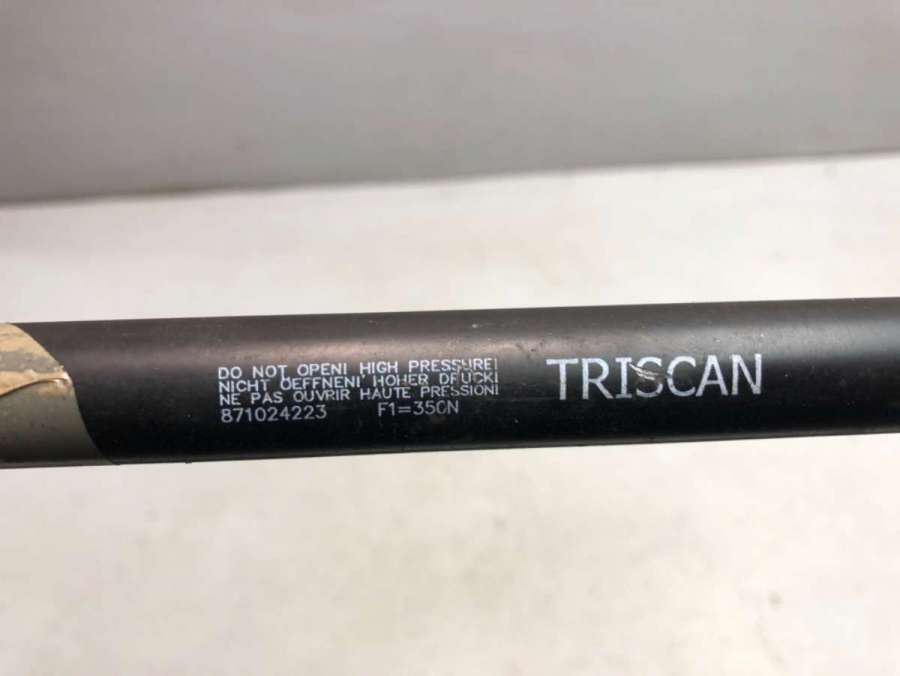 DO NOT OPEN! HIGH PRESSURE!
NICHT OEFFNEN! HOHER DRUCK!
NE PAS OUVRIR HAUTE PRESSION!
871024223 F1=350N
TRISCAN